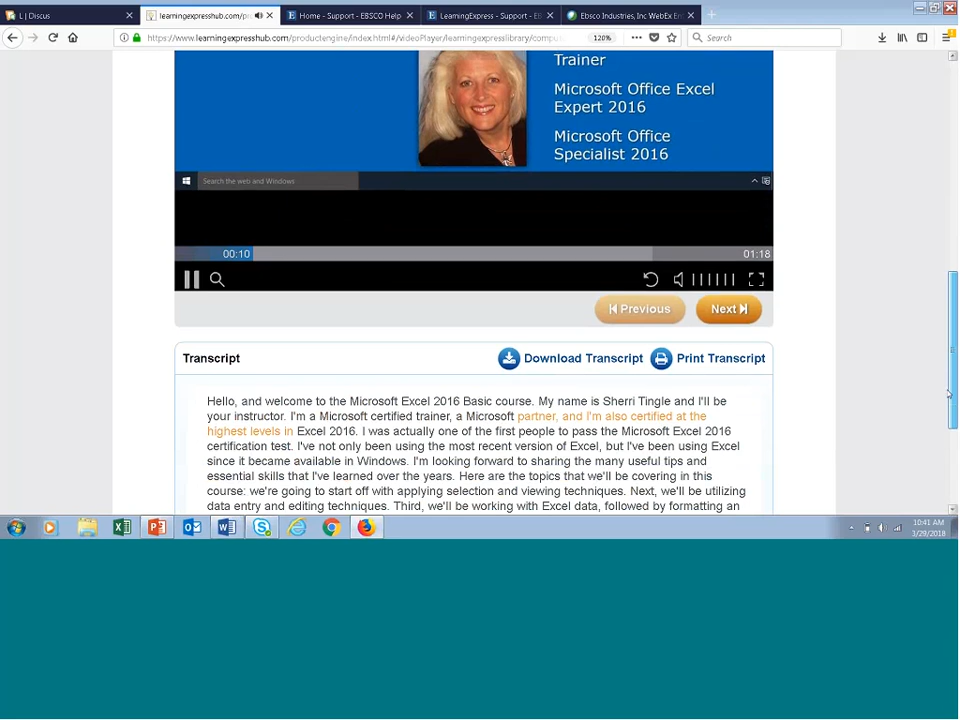 L | Discus
learningexpresshub.com/pr
Home - Support - EBSCO Help
LearningExpress - Support - EB
Ebsco Industries, Inc WebEx En
https://www.learningexpresshub.com/productengine/index.html#/videoPlayer/learningexpresslibrary/compu
120%
Search
Trainer
Microsoft Office Excel
Expert 2016
Microsoft Office
Specialist 2016
Search the web and Windows
00:10
01:18
Previous
Next
Transcript
Download Transcript
Print Transcript
Hello, and welcome to the Microsoft Excel 2016 Basic course. My name is Sherri Tingle and I'll be
your instructor. I'm a Microsoft certified trainer, a Microsoft partner, and I'm also certified at the
highest levels in Excel 2016. I was actually one of the first people to pass the Microsoft Excel 2016
certification test. I've not only been using the most recent version of Excel, but I've been using Excel
since it became available in Windows. I'm looking forward to sharing the many useful tips and
essential skills that I've learned over the years. Here are the topics that we'll be covering in this
course: we're going to start off with applying selection and viewing techniques. Next, we'll be utilizing
data entry and editing techniques. Third, we'll be working with Excel data, followed by formatting an
10:41 AM
3/29/2018